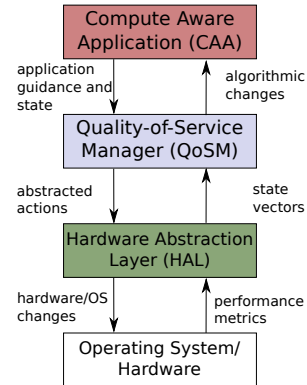 Compute Aware
Application (CAA)
application
guidance and
state
algorithmic
changes
Quality-of-Service
Manager (QoSM)
abstracted
actions
state
vectors
Hardware Abstraction
Layer (HAL)
hardware/OS
changes
performance
metrics
Operating System/
Hardware